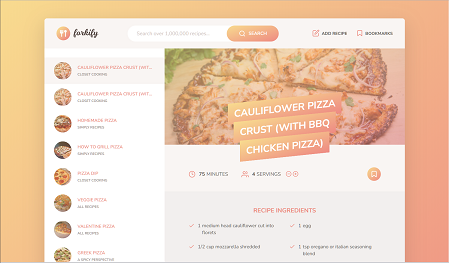 forkify
Search over 1,000,000 recipes...
SEARCH
ADD RECIPE
BOOKMARKS
CAULIFLOWER PIZZA CRUST (WIT...
CLOSET COOKING
CAULIFLOWER PIZZA CRUST (WIT...
CLOSET COOKING
HOMEMADE PIZZA
SIMPLY RECIPES
HOW TO GRILL PIZZA
SIMPLY RECIPES
PIZZA DIP
CLOSET COOKING
VEGGIE PIZZA
ALL RECIPES
VALENTINE PIZZA
ALL RECIPES
GREEK PIZZA
A SPICY PERSPECTIVE
CAULIFLOWER PIZZA
CRUST (WITH BBQ
CHICKEN PIZZA)
75 MINUTES
4 SERVINGS
RECIPE INGREDIENTS
1 medium head cauliflower cut into
florets
1 egg
1/2 cup mozzarella shredded
1 tsp oregano or italian seasoning
blend